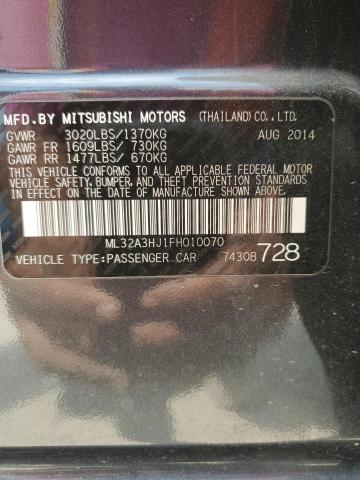 MFD.BY MITSUBISHI MOTORS (THAILAND)CO.,LTD.
GVWR 3020LBS/1370KG AUG 2014
GAWR FR 1609LBS/ 730KG
GAWR RR 1477LBS/ 670KG
THIS VEHICLE CONFORMS TO ALL APPLICABLE FEDERAL MOTOR
VEHICLE SAFETY,BUMPER,AND THEFT PREVENTION STANDARDS
IN EFFECT ON THE DATE OF MANUFACTURE SHOWN ABOVE.
ML32A3HJ1FH010070
VEHICLE TYPE:PASSENGER CAR 7430B 728